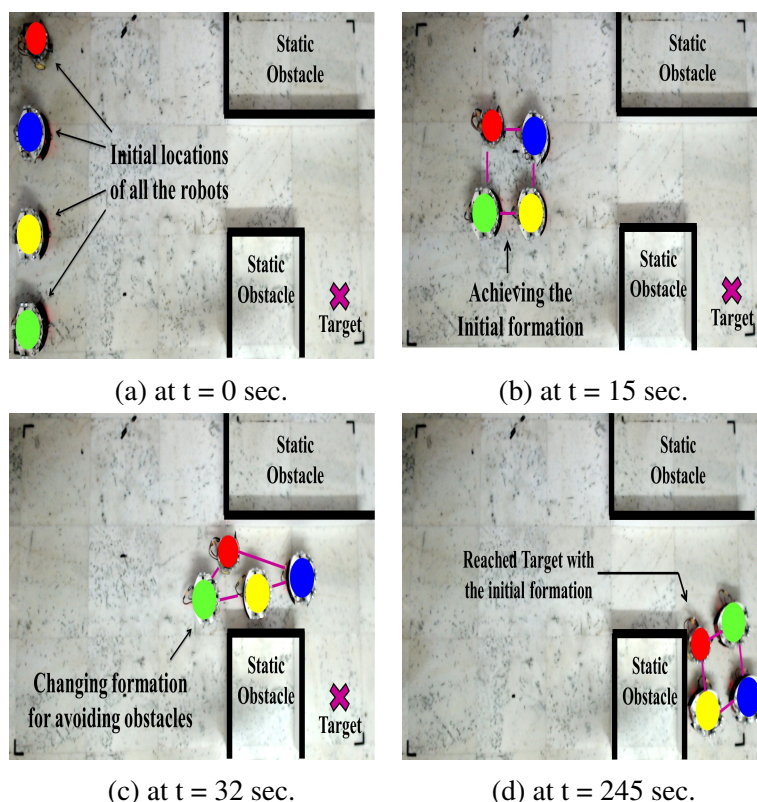 Static
Obstacle
Initial locations
of all the robots
Static
Obstacle
Target
(a) at t = 0 sec.
Static
Obstacle
Achieving the
Initial formation
Static
Obstacle
Target
(b) at t = 15 sec.
Static
Obstacle
Changing formation
for avoiding obstacles
Static
Obstacle
Target
(c) at t = 32 sec.
Static
Obstacle
Reached Target with
the initial formation
Static
Obstacle
(d) at t = 245 sec.